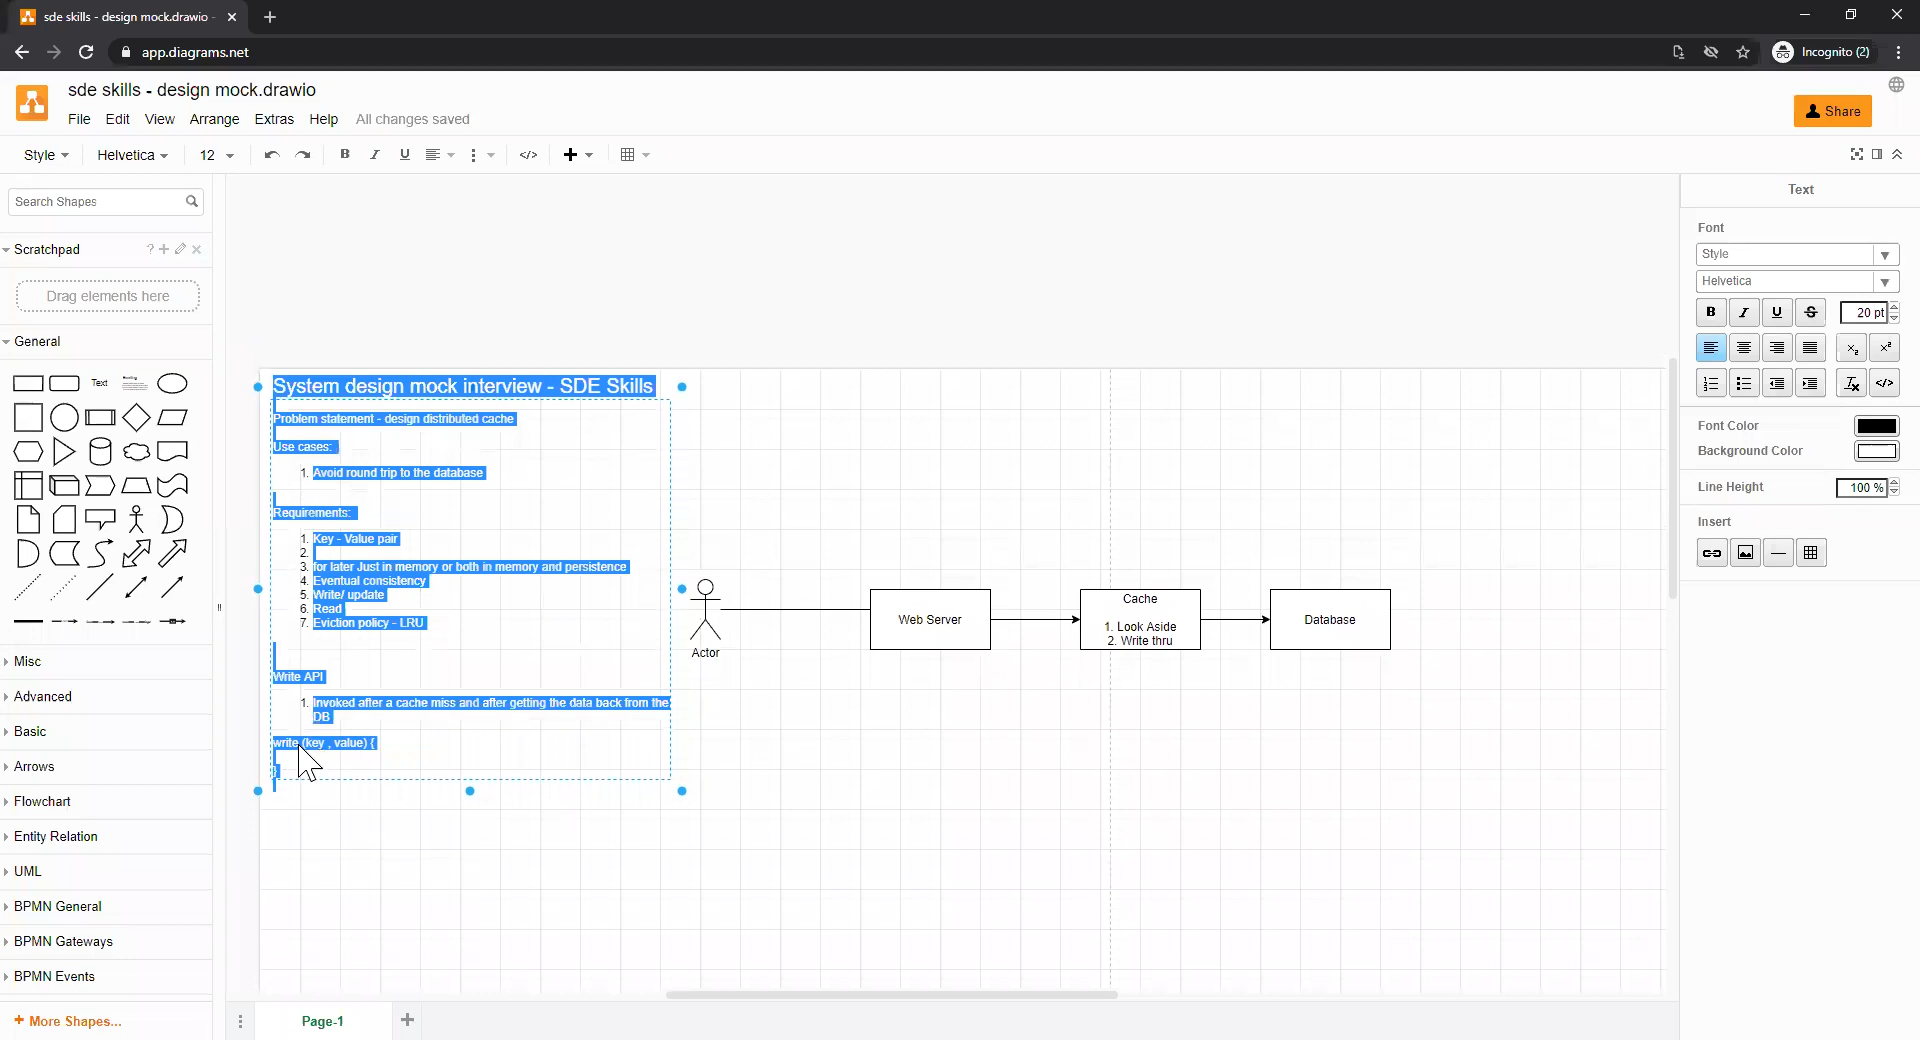 sde skills - design mock.drawio -
app.diagrams.net
Incognito (2)
sde skills - design mock.drawio
File Edit View Arrange Extras Help All changes saved
Share
Style Helvetica 12 B I U </>
Search Shapes
Scratchpad
?
Drag elements here
General
Text
Heading
Misc
Advanced
Basic
Arrows
Flowchart
Entity Relation
UML
BPMN General
BPMN Gateways
BPMN Events
+ More Shapes...
System design mock interview - SDE Skills
Problem statement - design distributed cache
Use cases:
1. Avoid round trip to the database
Requirements:
1. Key - Value pair
2.
3. for later Just in memory or both in memory and persistence
4. Eventual consistency
5. Write/ update
6. Read
7. Eviction policy - LRU
Write API
1. Invoked after a cache miss and after getting the data back from the
DB
write (key , value) {
}
Actor
Web Server
Cache
1. Look Aside
2. Write thru
Database
Page-1
Text
Font
Style
Helvetica
B I U S 20 pt
Font Color
Background Color
Line Height 100 %
Insert